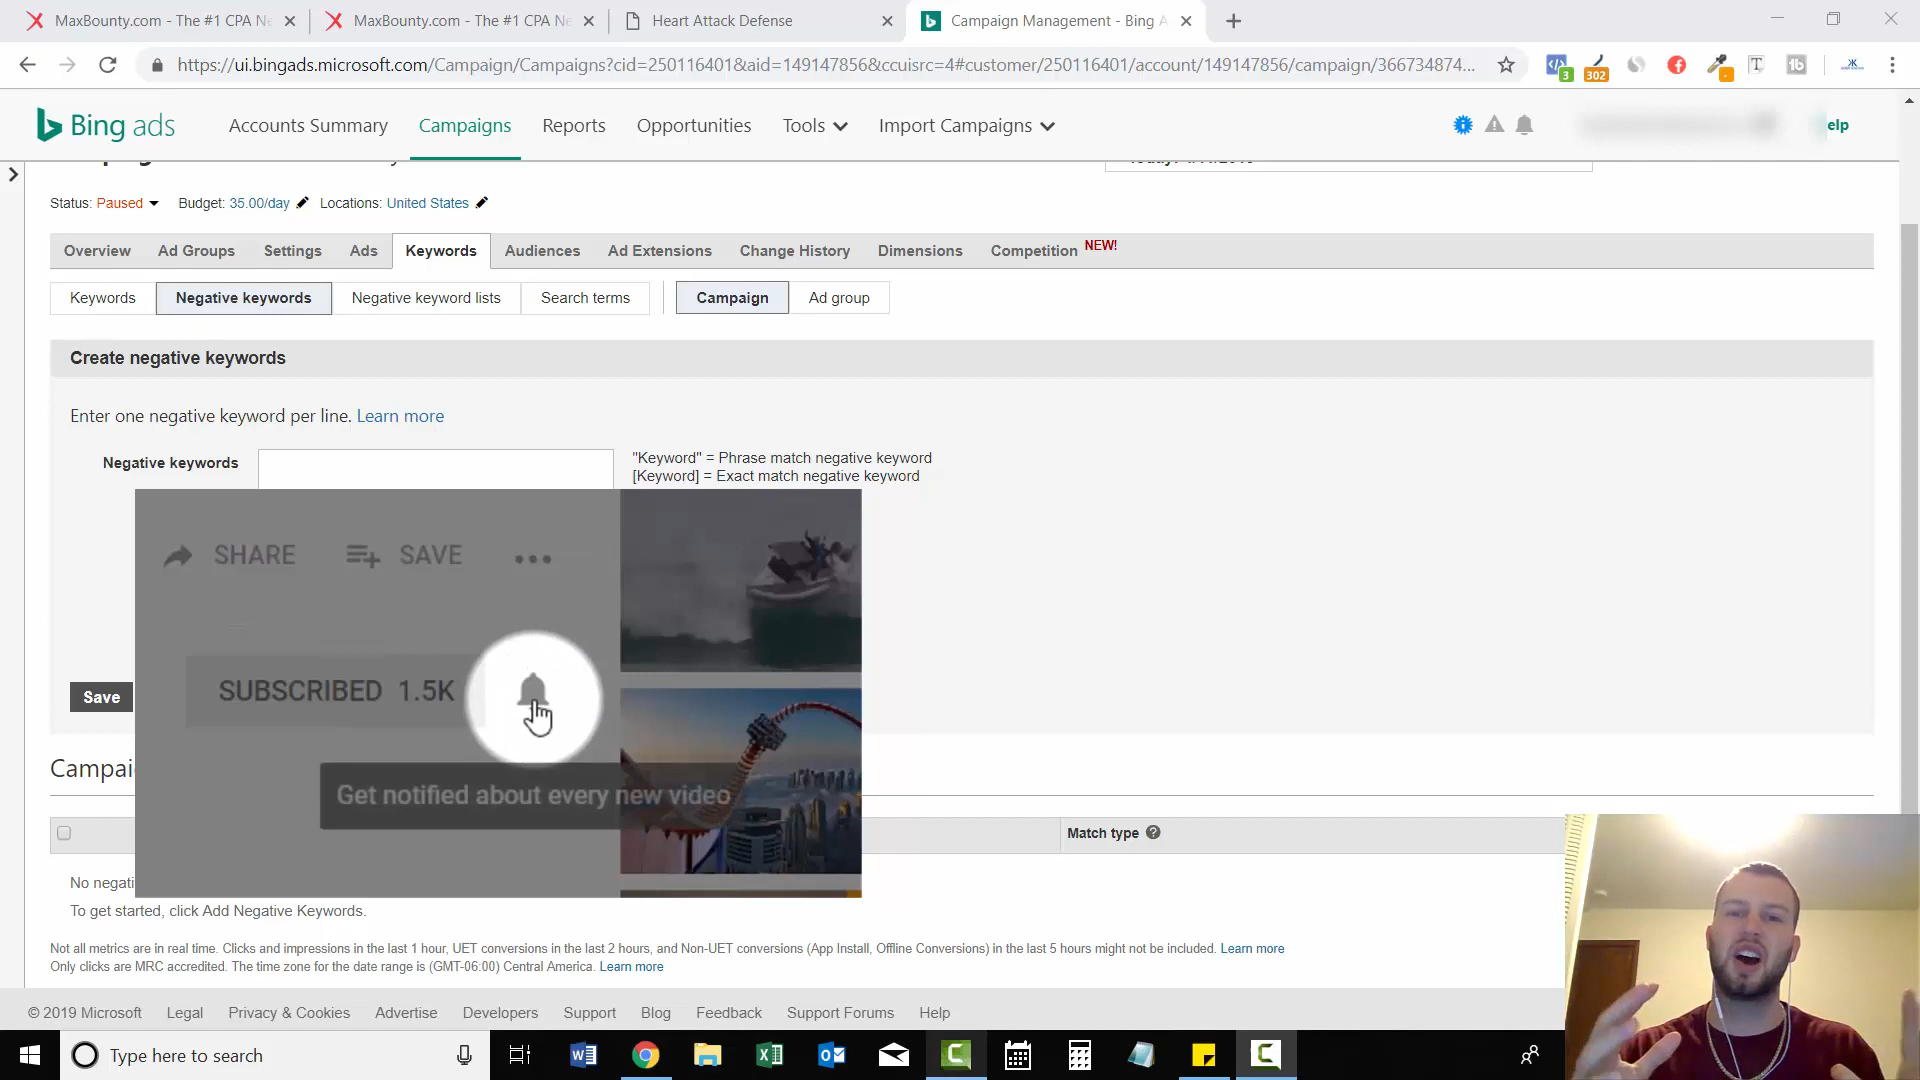 MaxBounty.com - The #1 CPA Ne
MaxBounty.com - The #1 CPA Ne
Heart Attack Defense
Campaign Management - Bing A
https://ui.bingads.microsoft.com/Campaign/Campaigns?cid=250116401&aid=149147856&ccuisrc=4#customer/250116401/account/149147856/campaign/366734874...
3
302
Bing ads
Accounts Summary
Campaigns
Reports
Opportunities
Tools
Import Campaigns
elp
Status: Paused
Budget: 35.00/day
Locations: United States
Overview
Ad Groups
Settings
Ads
Keywords
Audiences
Ad Extensions
Change History
Dimensions
Competition NEW!
Keywords
Negative keywords
Negative keyword lists
Search terms
Campaign
Ad group
Create negative keywords
Enter one negative keyword per line. Learn more
Negative keywords
"Keyword" = Phrase match negative keyword
[Keyword] = Exact match negative keyword
SHARE
SAVE
SUBSCRIBED 1.5K
Save
Get notified about every new video
Campai
Match type
No negati
To get started, click Add Negative Keywords.
Not all metrics are in real time. Clicks and impressions in the last 1 hour, UET conversions in the last 2 hours, and Non-UET conversions (App Install, Offline Conversions) in the last 5 hours might not be included. Learn more
Only clicks are MRC accredited. The time zone for the date range is (GMT-06:00) Central America. Learn more
© 2019 Microsoft
Legal
Privacy & Cookies
Advertise
Developers
Support
Blog
Feedback
Support Forums
Help
Type here to search